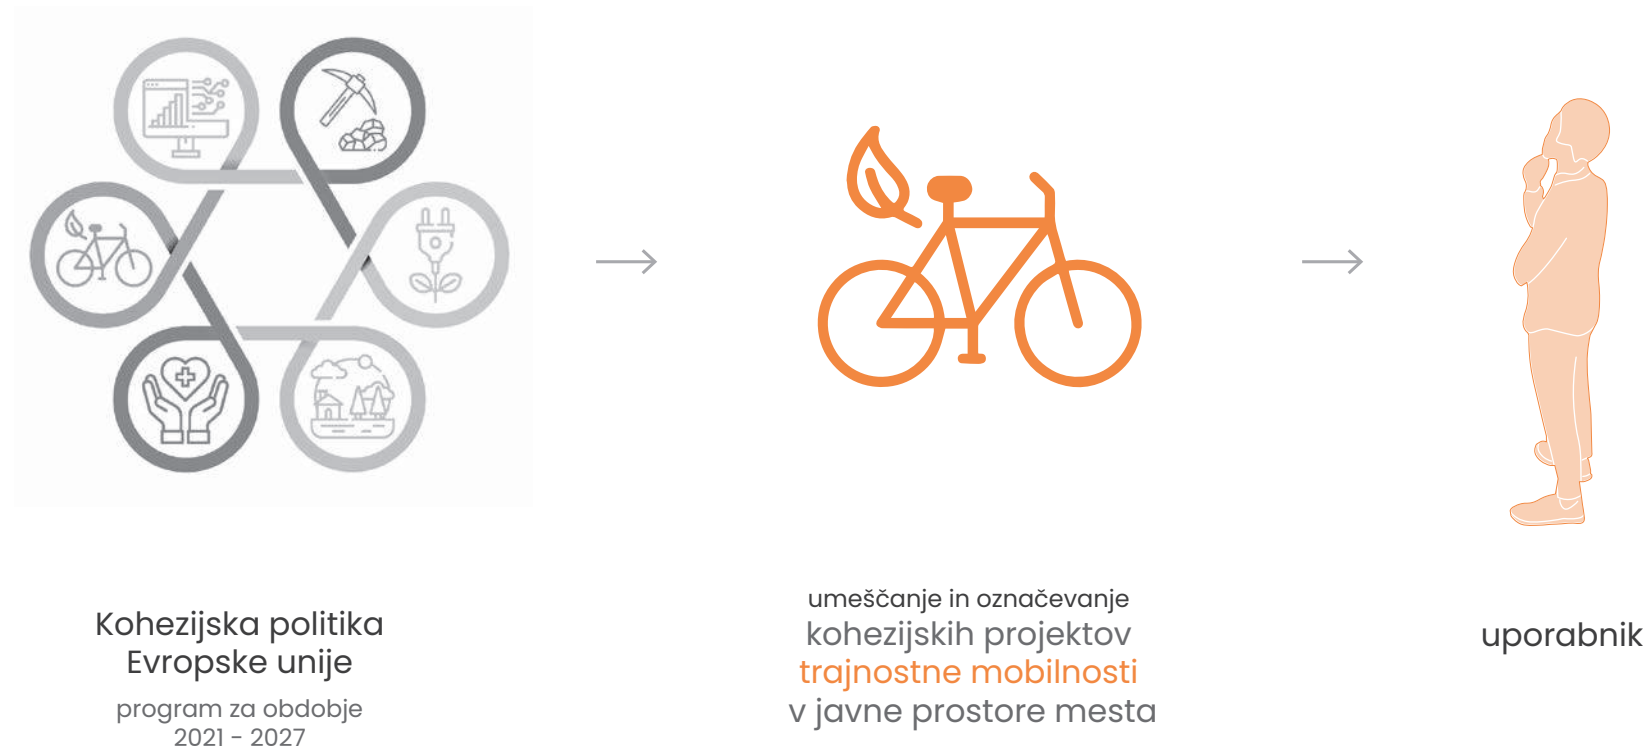 Kohezijska politika
Evropske unije
program za obdobje
2021 - 2027
umeščanje in označevanje
kohezijskih projektov
trajnostne mobilnosti
v javne prostore mesta
uporabnik